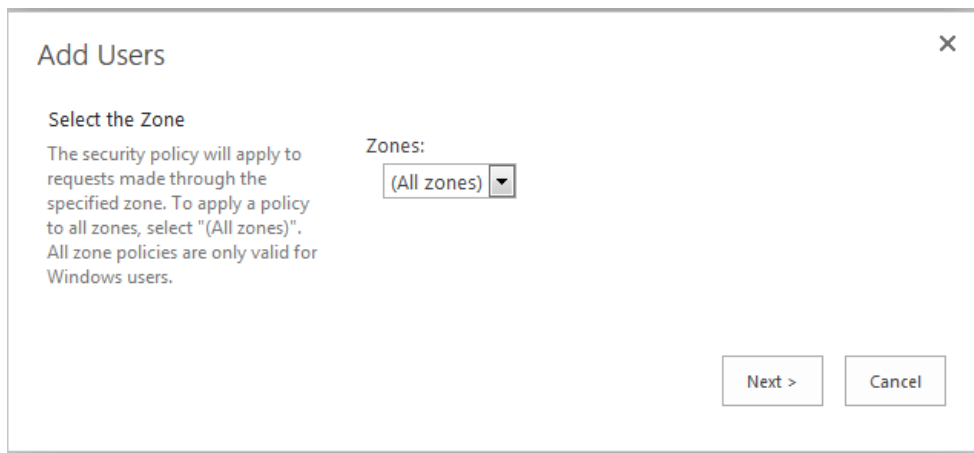 Add Users
Select the Zone
The security policy will apply to
requests made through the
specified zone. To apply a policy
to all zones, select "(All zones)".
All zone policies are only valid for
Windows users.
Zones:
(All zones)
Next >
Cancel